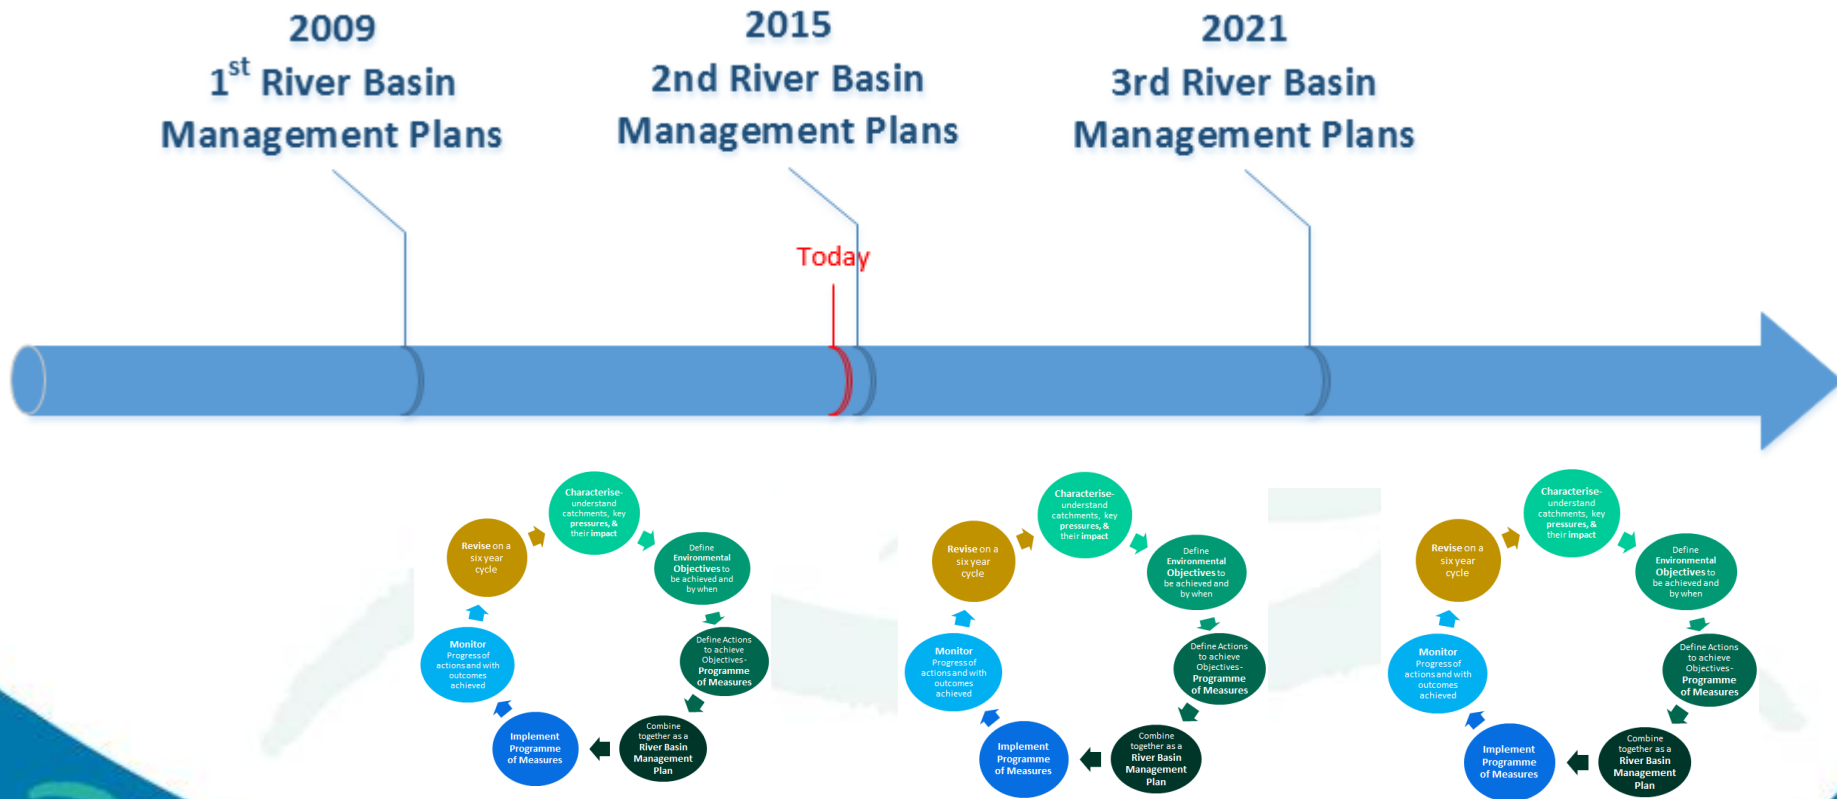 2009
1st River Basin
Management Plans
2015
2nd River Basin
Management Plans
2021
3rd River Basin
Management Plans
Today
Characterise-
understand
catchments, key
pressures, &
their impact
Define
Environmental
Objectives to
be achieved and
by when
Define Actions
to achieve
Objectives -
Programme
of Measures
Combine
together as a
River Basin
Management
Plan
Implement
Programme
of Measures
Monitor
Progress of
actions and with
outcomes
achieved
Revise on a
six year
cycle
Characterise-
understand
catchments, key
pressures, &
their impact
Define
Environmental
Objectives to
be achieved and
by when
Define Actions
to achieve
Objectives -
Programme
of Measures
Combine
together as a
River Basin
Management
Plan
Implement
Programme
of Measures
Monitor
Progress of
actions and with
outcomes
achieved
Revise on a
six year
cycle
Characterise-
understand
catchments, key
pressures, &
their impact
Define
Environmental
Objectives to
be achieved and
by when
Define Actions
to achieve
Objectives -
Programme
of Measures
Combine
together as a
River Basin
Management
Plan
Implement
Programme
of Measures
Monitor
Progress of
actions and with
outcomes
achieved
Revise on a
six year
cycle